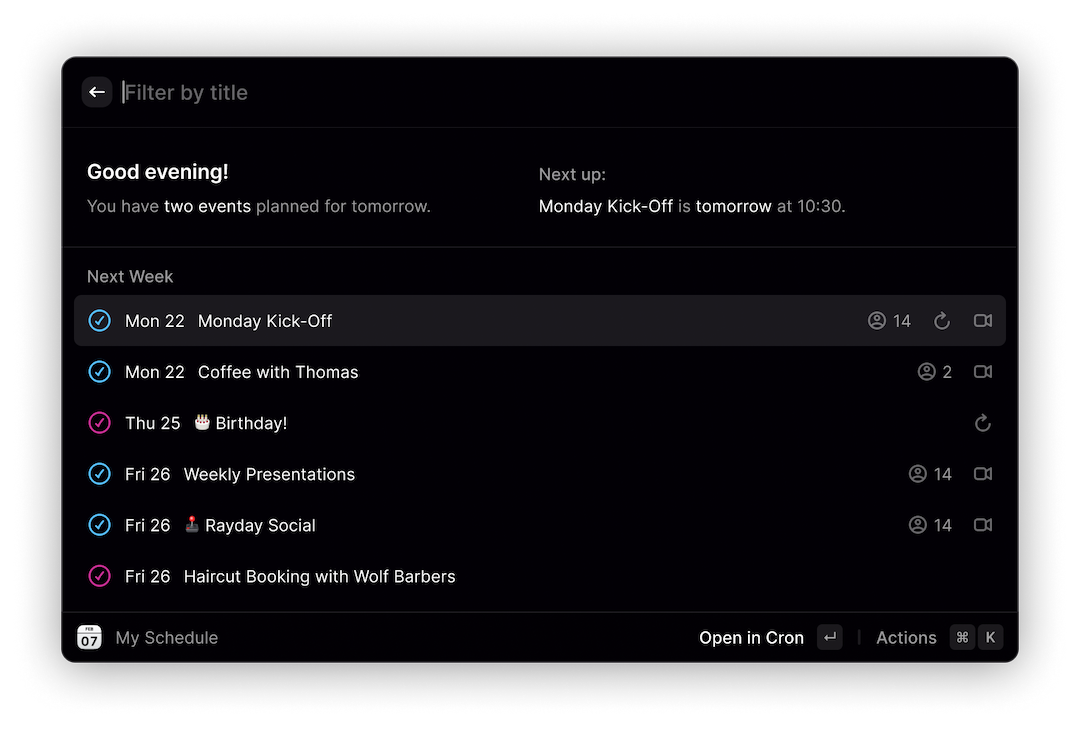 Filter by title
Good evening!
You have two events planned for tomorrow.
Next up:
Monday Kick-Off is tomorrow at 10:30.
Next Week
Mon 22 Monday Kick-Off 14
Mon 22 Coffee with Thomas 2
Thu 25 🎂 Birthday!
Fri 26 Weekly Presentations 14
Fri 26 🕹️ Rayday Social 14
Fri 26 Haircut Booking with Wolf Barbers
FEB
07
My Schedule
Open in Cron ↵ | Actions ⌘ K